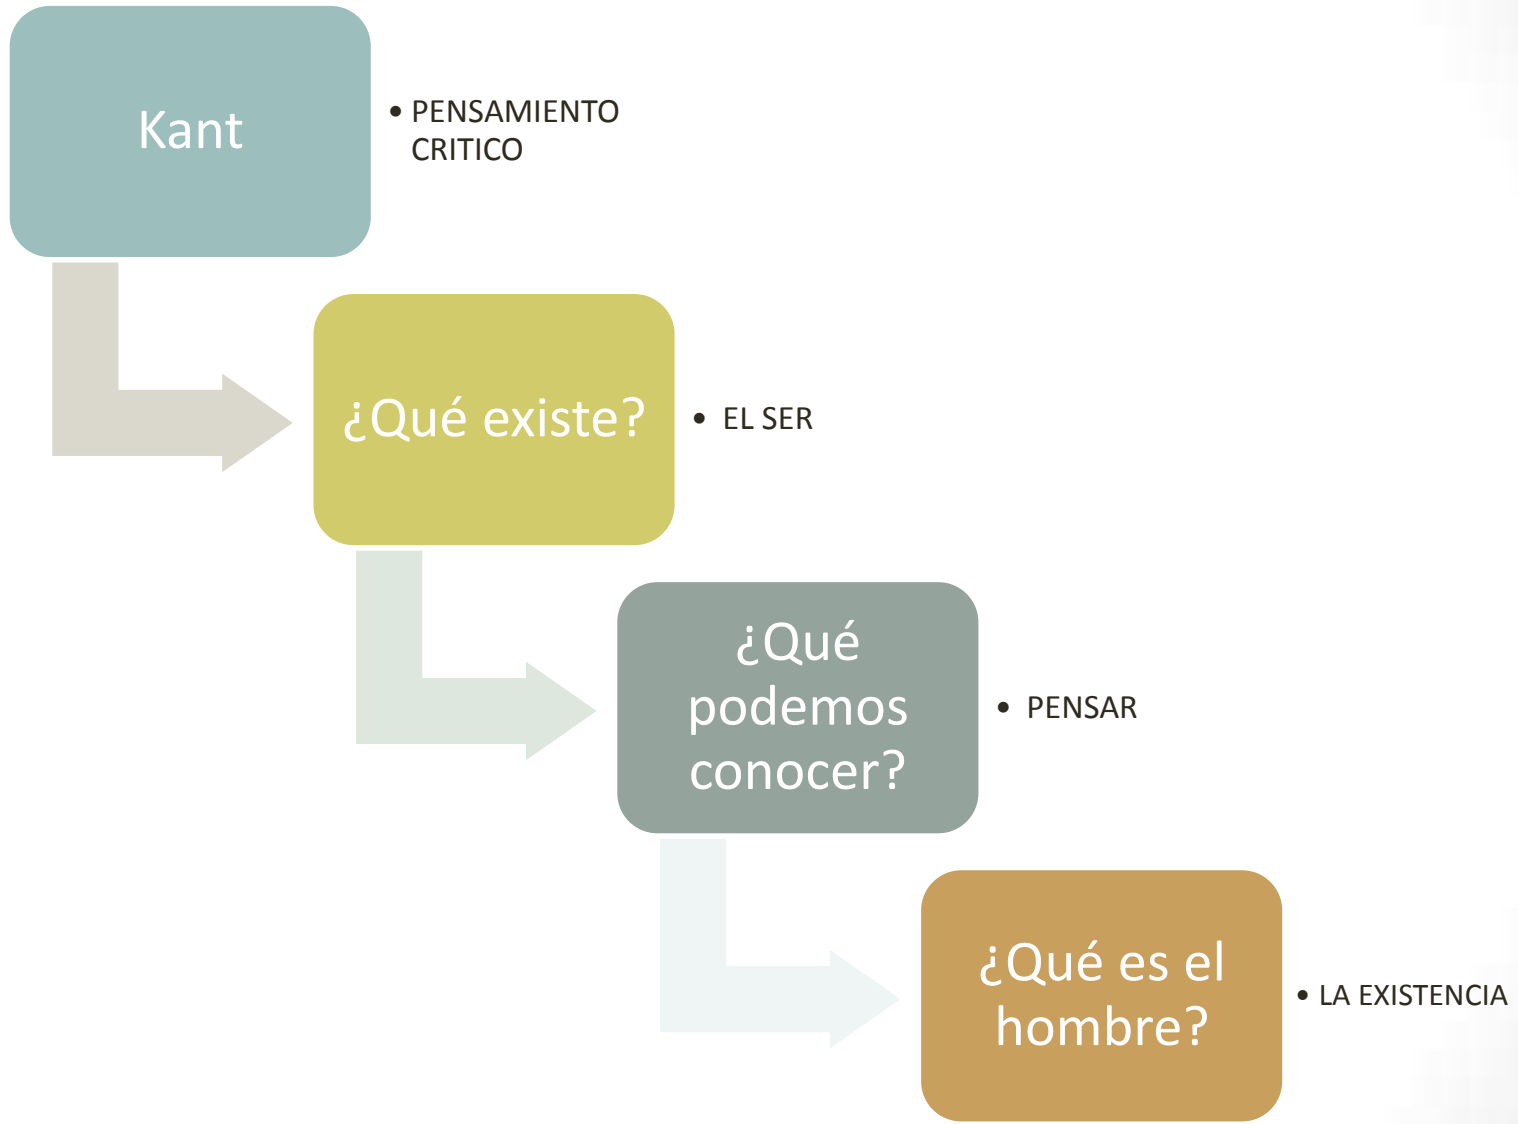 Kant
• PENSAMIENTO
CRITICO
¿Qué existe?
• EL SER
¿Qué
podemos
conocer?
• PENSAR
¿Qué es el
hombre?
• LA EXISTENCIA